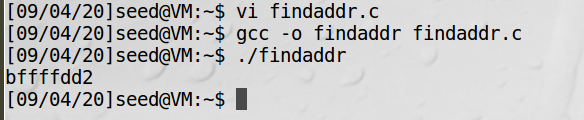 [09/04/20]seed@VM:~$ vi findaddr.c
[09/04/20]seed@VM:~$ gcc -o findaddr findaddr.c
[09/04/20]seed@VM:~$ ./findaddr
bffffdd2
[09/04/20]seed@VM:~$